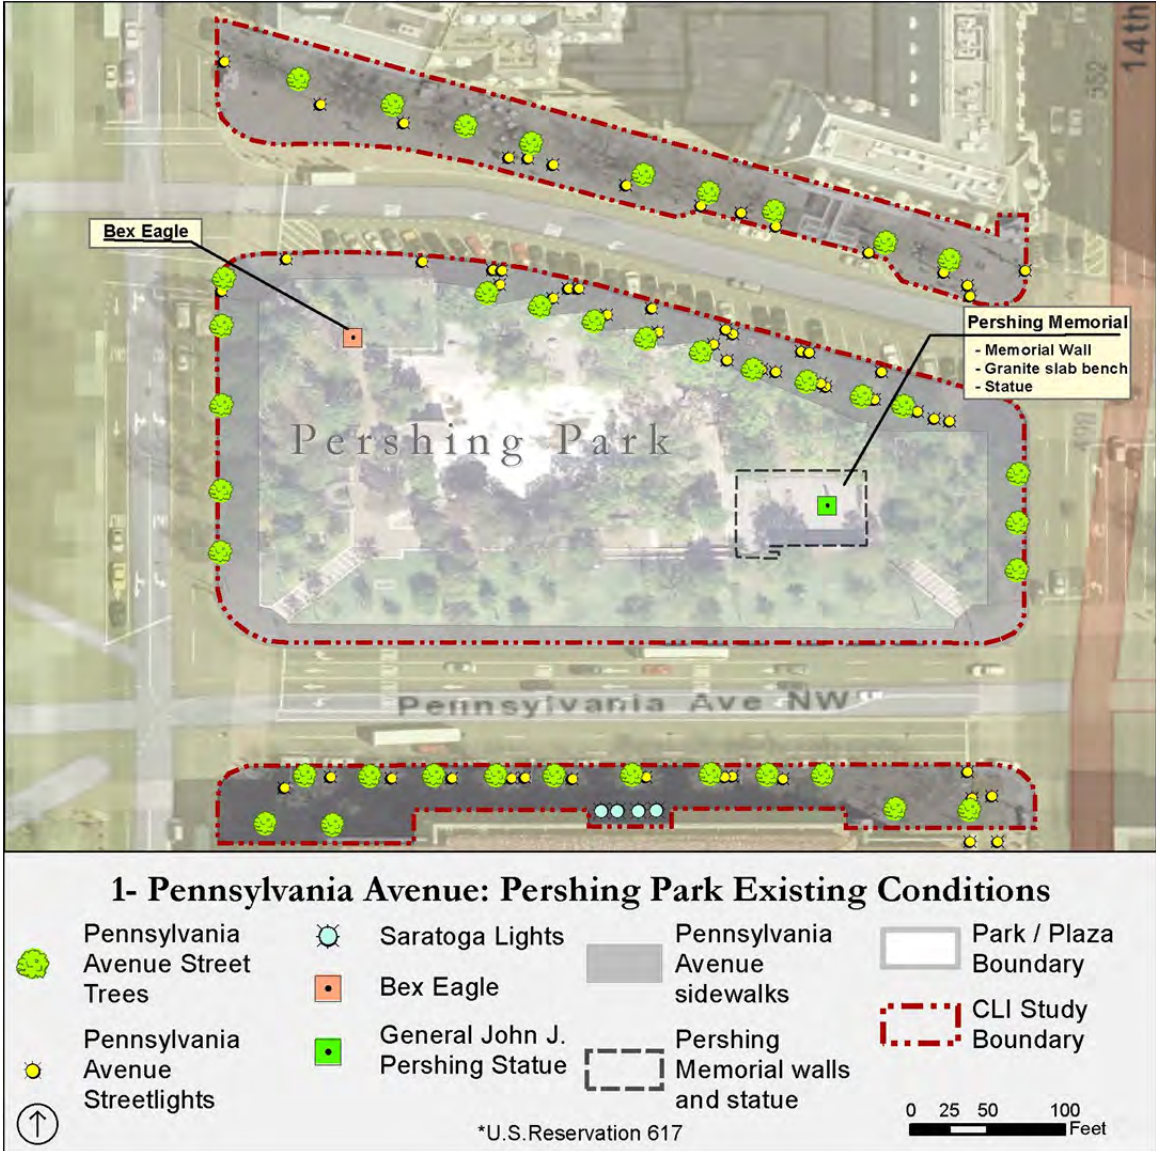 14th
552
Bex Eagle
Pershing Memorial
- Memorial Wall
- Granite slab bench
- Statue
Pershing Park
Pennsylvania Ave NW
1- Pennsylvania Avenue: Pershing Park Existing Conditions
Pennsylvania
Avenue Street
Trees
Pennsylvania
Avenue
Streetlights
Saratoga Lights
Bex Eagle
General John J.
Pershing Statue
Pennsylvania
Avenue
sidewalks
Pershing
Memorial walls
and statue
Park / Plaza
Boundary
CLI Study
Boundary
0 25 50 100
Feet
*U.S.Reservation 617